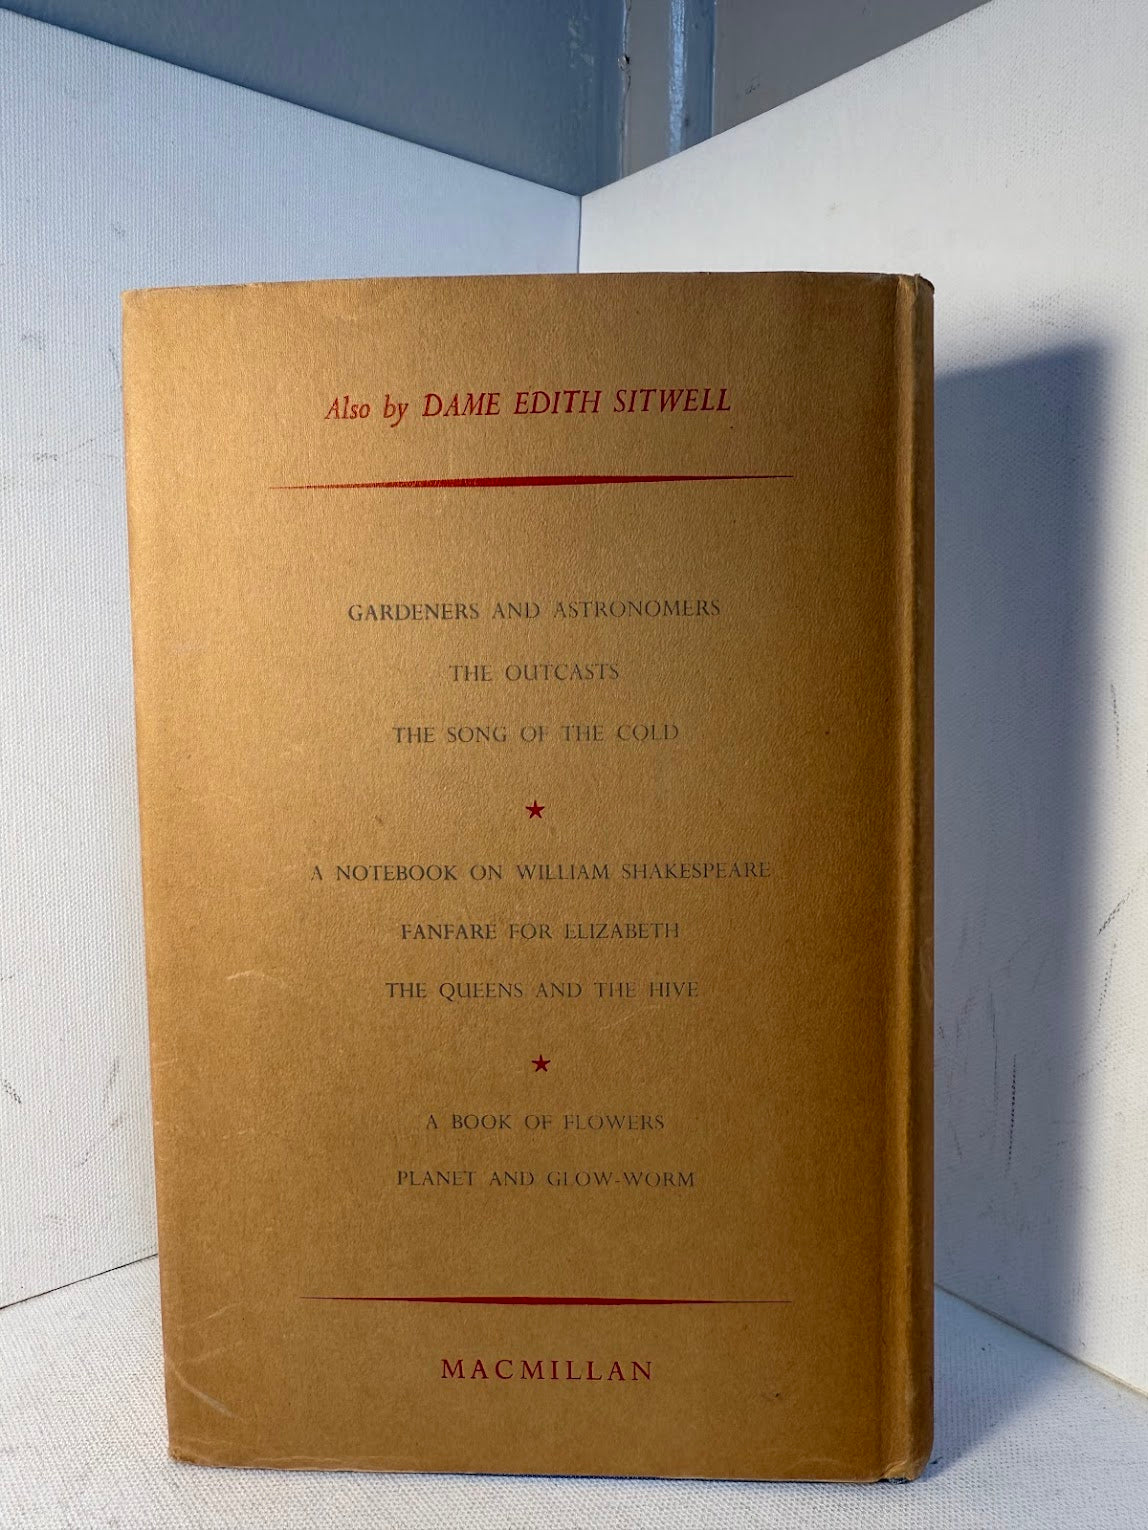 Also by DAME EDITH SITWELL
GARDENERS AND ASTRONOMERS
THE OUTCASTS
THE SONG OF THE COLD
A NOTEBOOK ON WILLIAM SHAKESPEARE
FANFARE FOR ELIZABETH
THE QUEENS AND THE HIVE
A BOOK OF FLOWERS
PLANET AND GLOW-WORM
MACMILLAN